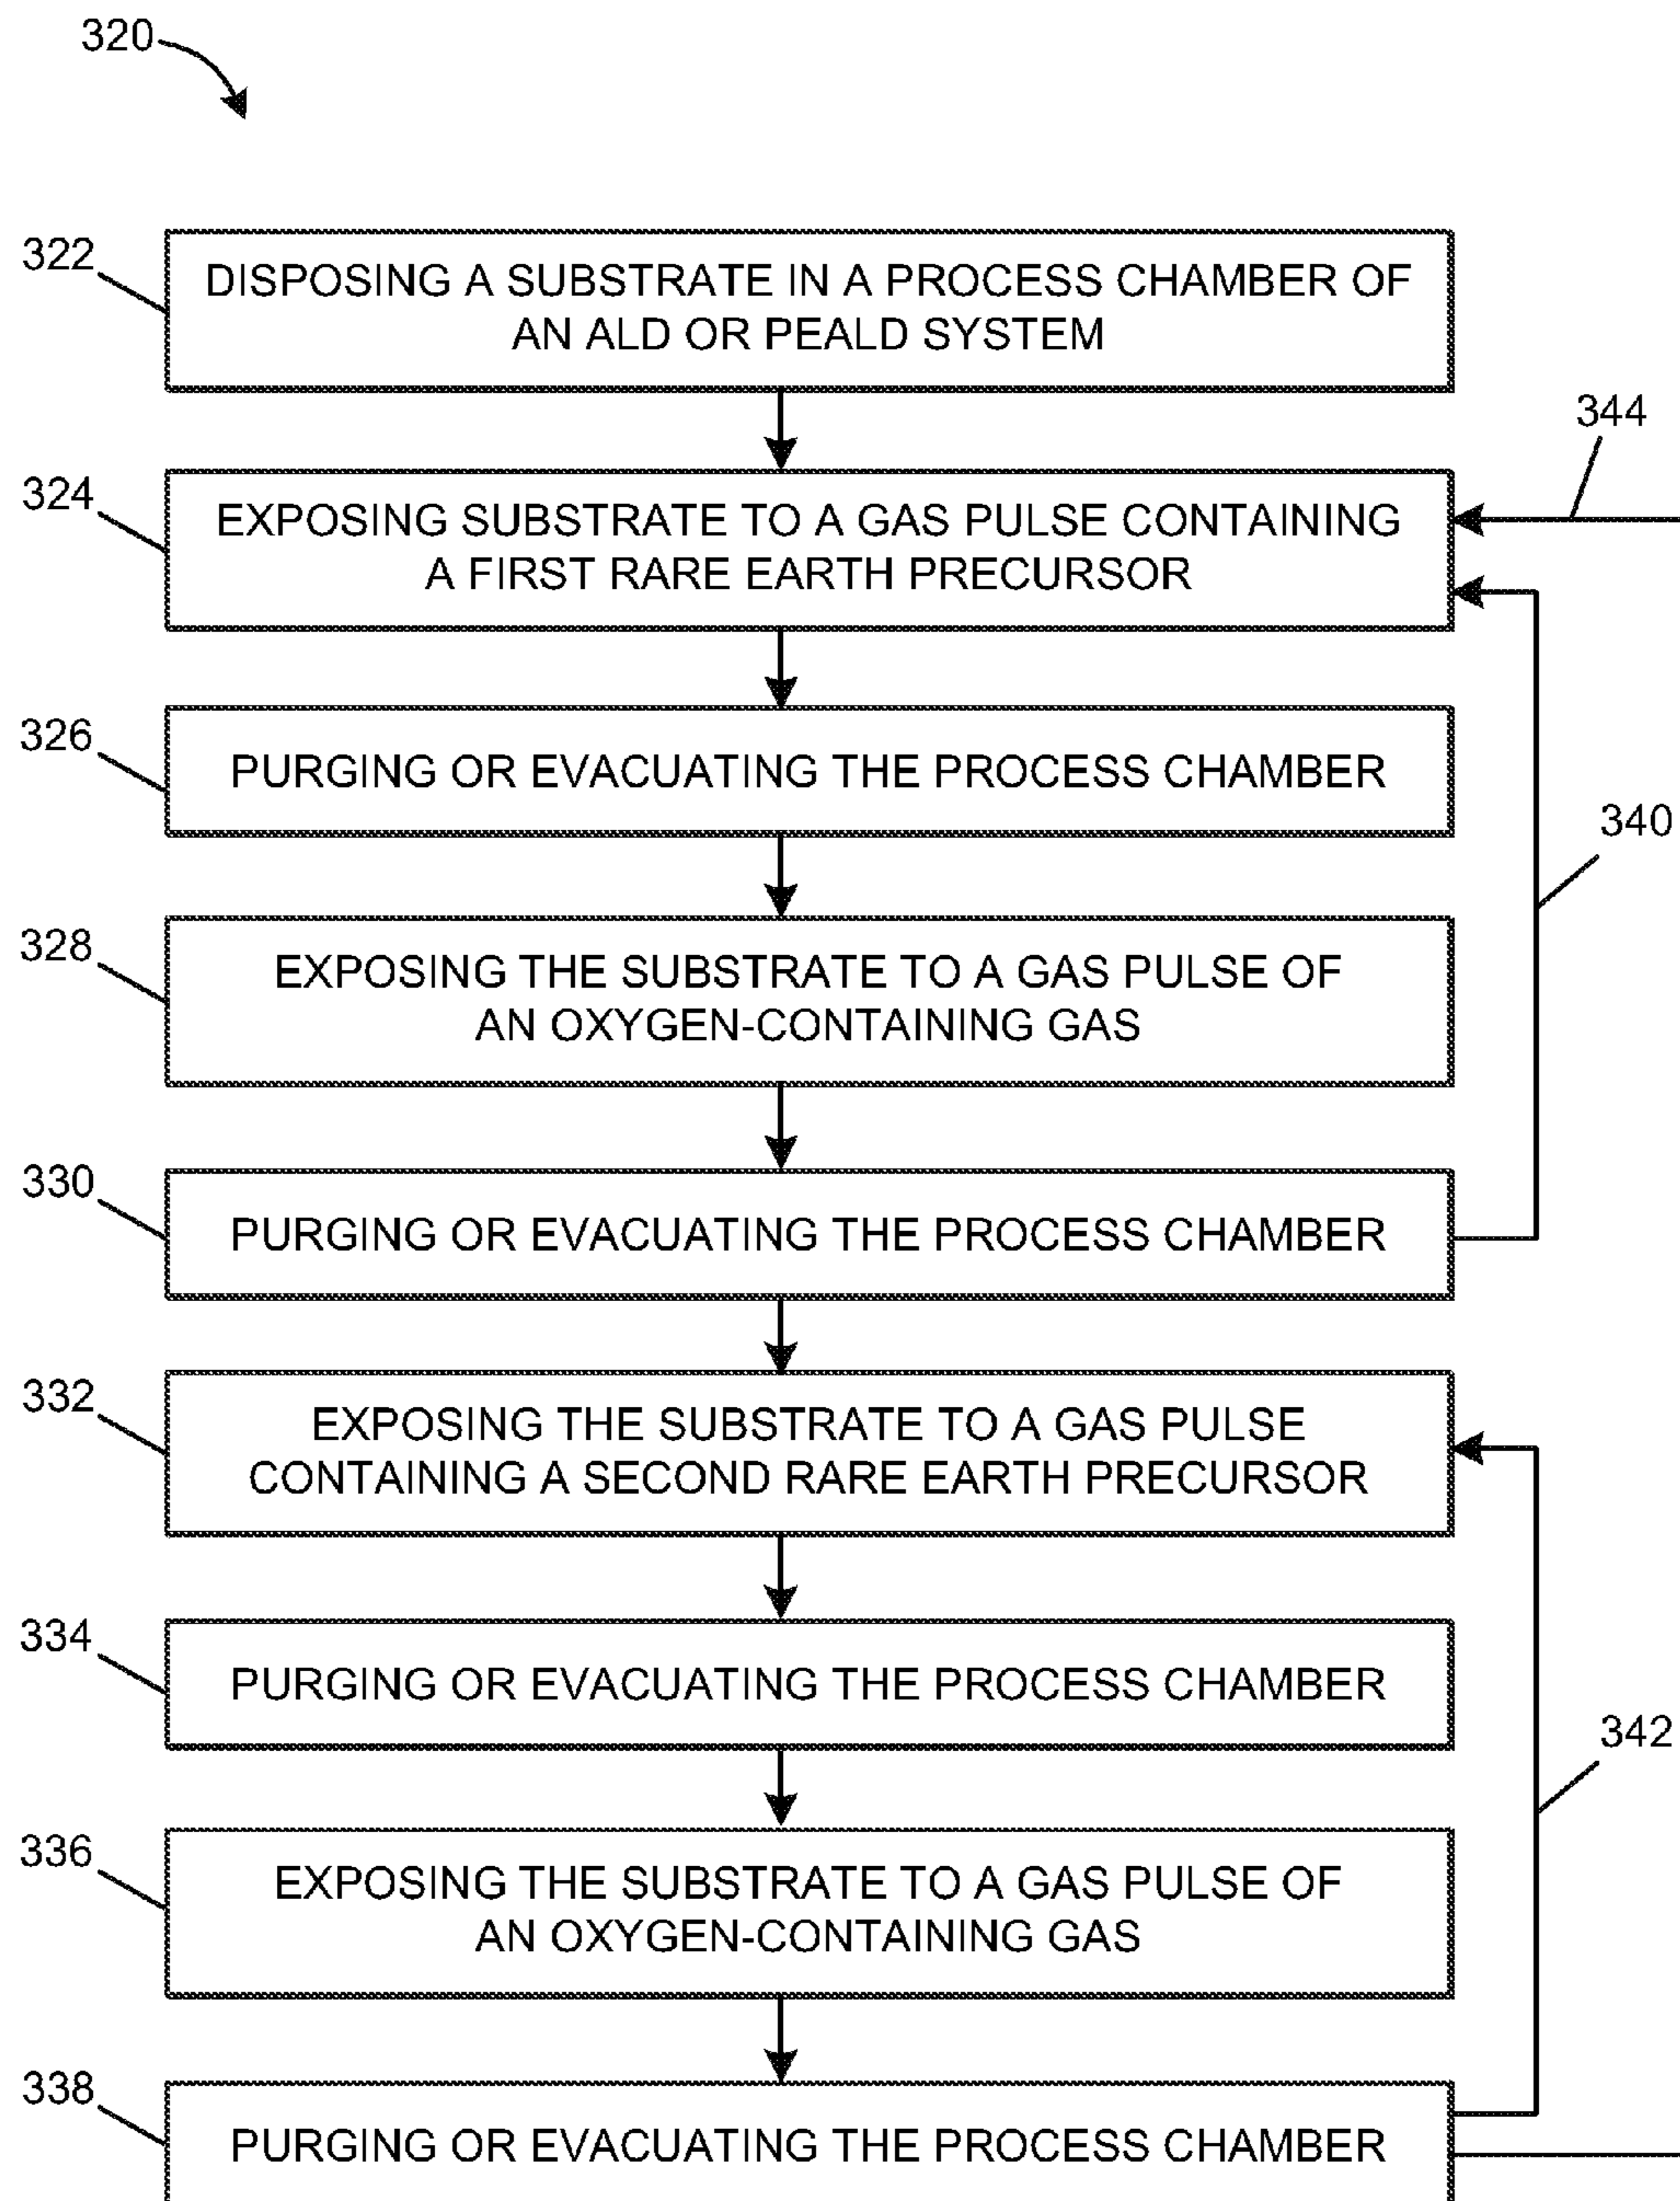 320
322
DISPOSING A SUBSTRATE IN A PROCESS CHAMBER OF
AN ALD OR PEALD SYSTEM
344
324
EXPOSING SUBSTRATE TO A GAS PULSE CONTAINING
A FIRST RARE EARTH PRECURSOR
326
PURGING OR EVACUATING THE PROCESS CHAMBER
340
328
EXPOSING THE SUBSTRATE TO A GAS PULSE OF
AN OXYGEN-CONTAINING GAS
330
PURGING OR EVACUATING THE PROCESS CHAMBER
332
EXPOSING THE SUBSTRATE TO A GAS PULSE
CONTAINING A SECOND RARE EARTH PRECURSOR
334
PURGING OR EVACUATING THE PROCESS CHAMBER
342
336
EXPOSING THE SUBSTRATE TO A GAS PULSE OF
AN OXYGEN-CONTAINING GAS
338
PURGING OR EVACUATING THE PROCESS CHAMBER